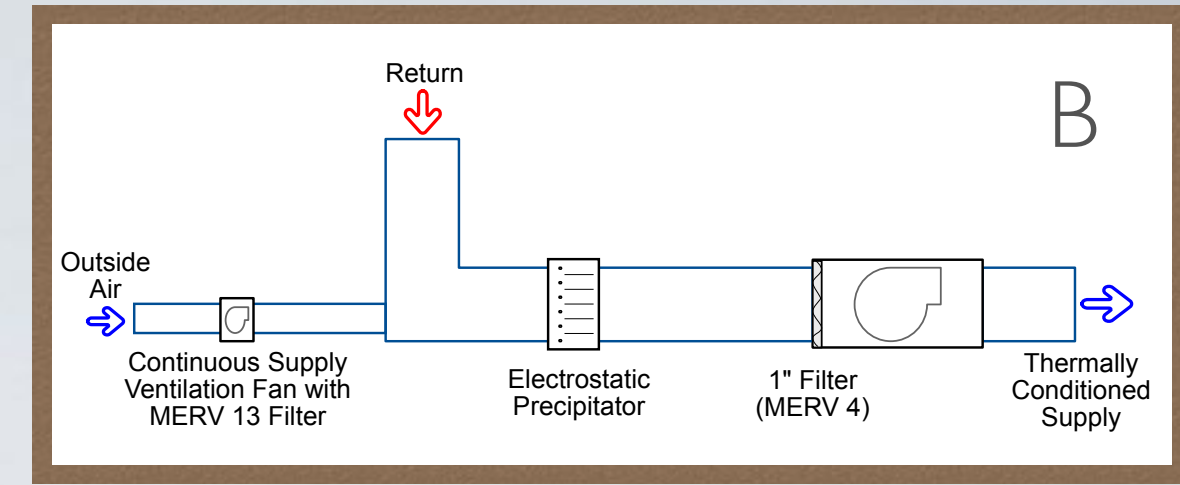 Return
B
Outside
Air
Continuous Supply
Ventilation Fan with
MERV 13 Filter
Electrostatic
Precipitator
1" Filter
(MERV 4)
Thermally
Conditioned
Supply